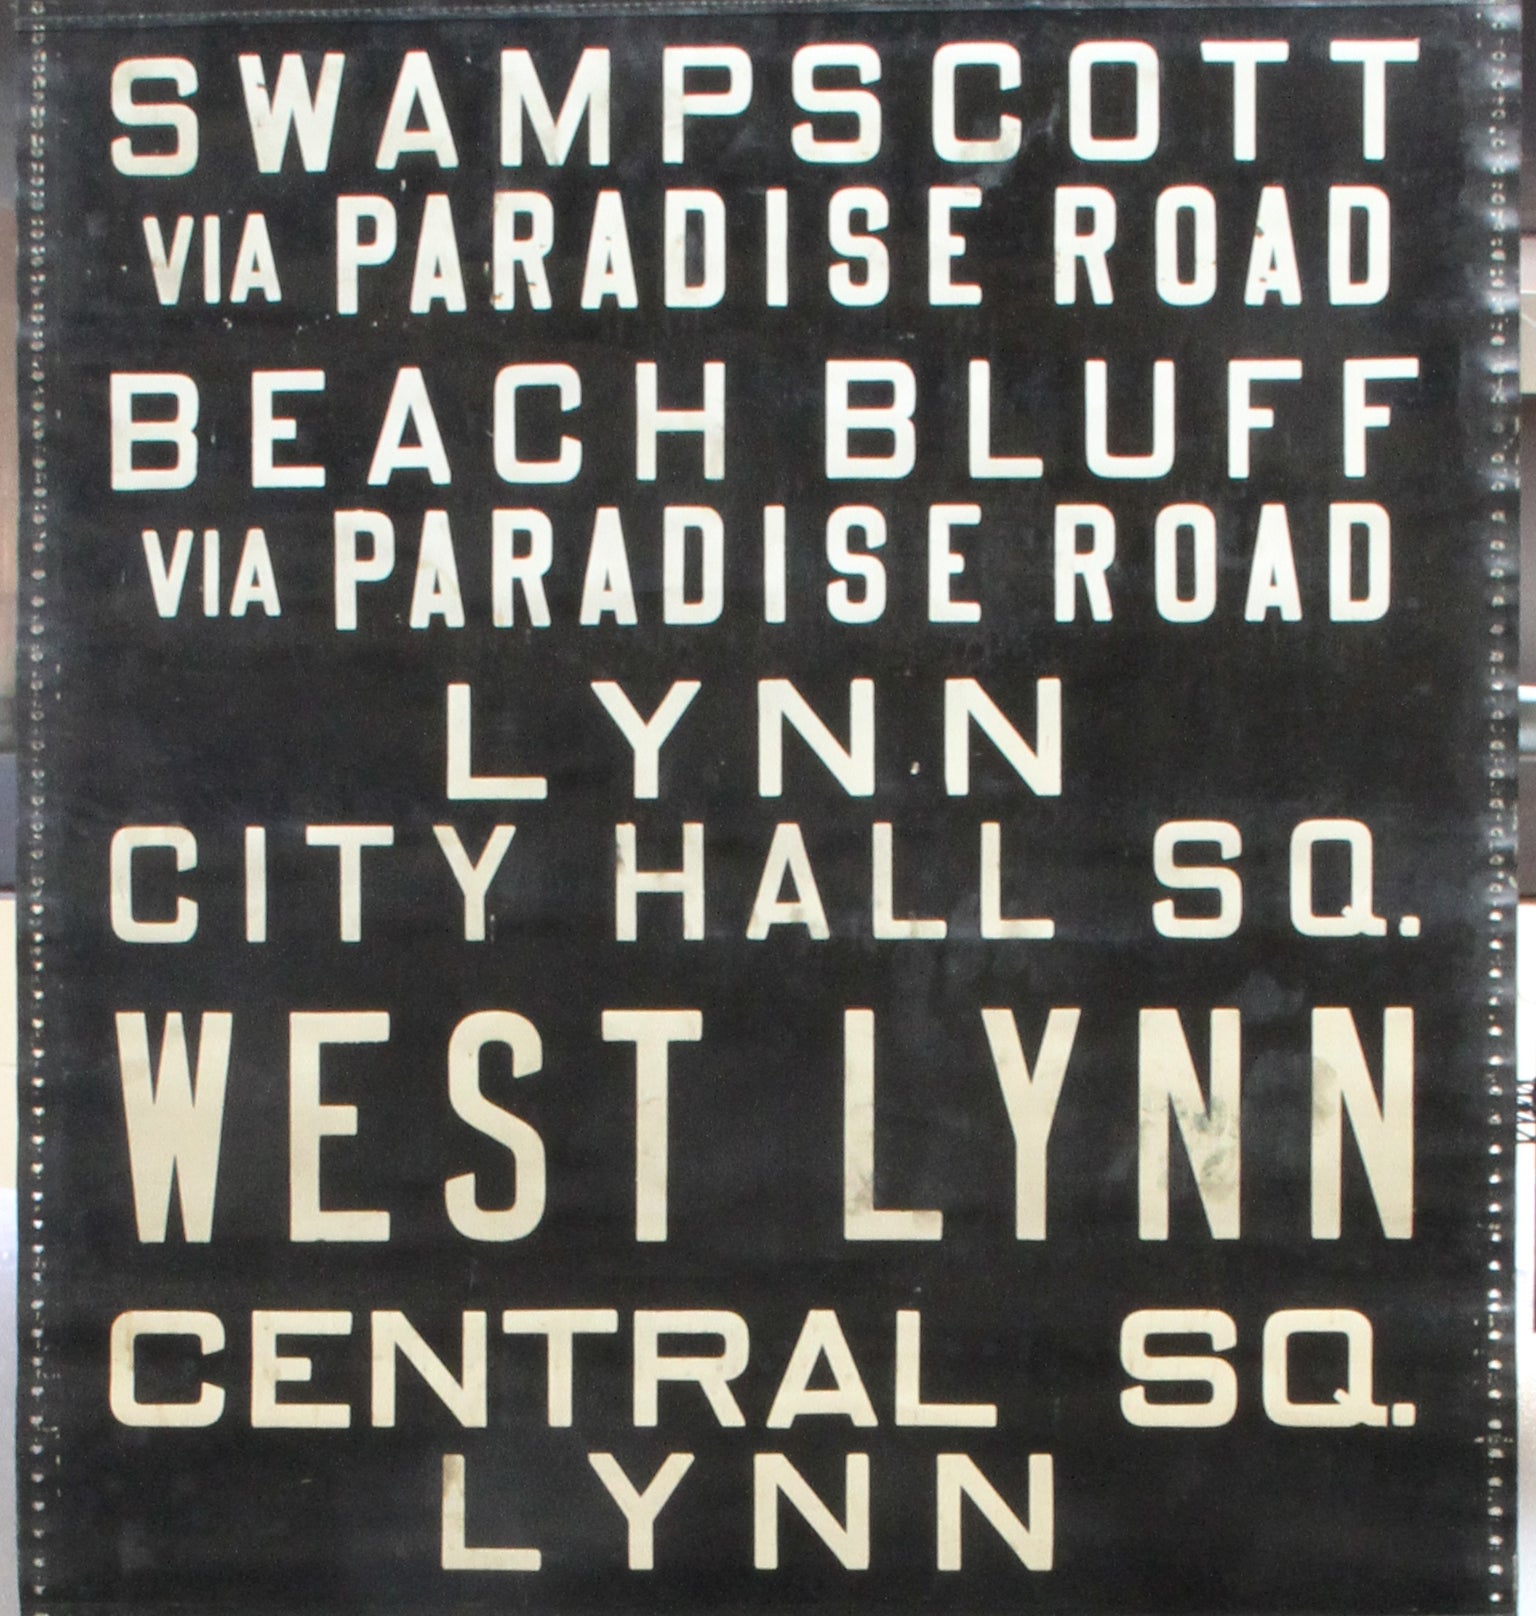 SWAMPSCOTT
VIA PARADISE ROAD
BEACH BLUFF
VIA PARADISE ROAD
LYNN
CITY HALL SQ.
WEST LYNN
CENTRAL SQ.
LYNN